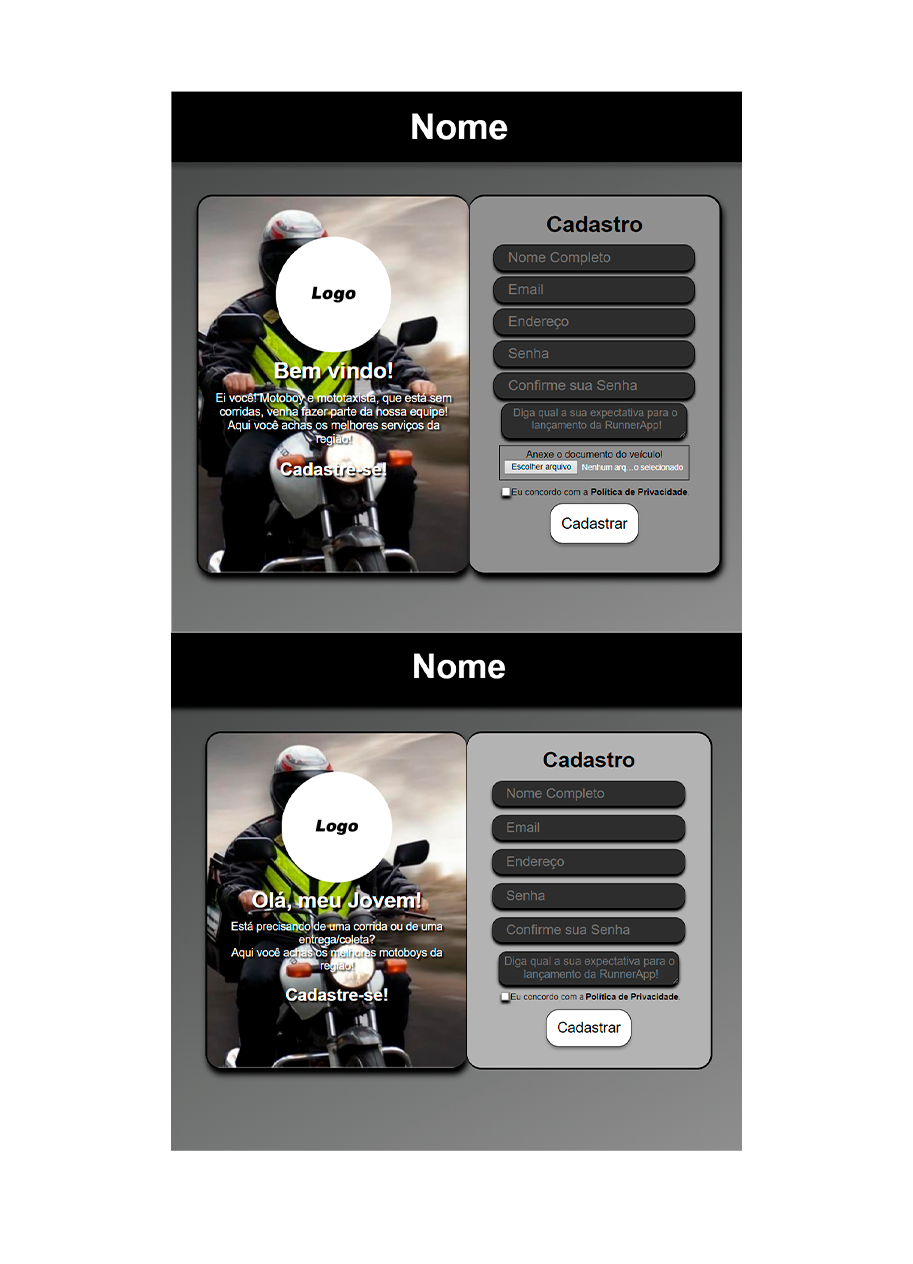 Nome
Logo
Bem vindo!
Ei você! Motoboy e mototaxista, que está sem
corridas, venha fazer parte da nossa equipe!
Aqui você achas os melhores serviços da
região!
Cadastre-se!
Cadastro
Nome Completo
Email
Endereço
Senha
Confirme sua Senha
Diga qual a sua expectativa para o
lançamento da RunnerApp!
Anexe o documento do veículo!
Escolher arquivo Nenhum arq...o selecionado
Eu concordo com a Política de Privacidade.
Cadastrar
Nome
Logo
Olá, meu Jovem!
Está precisando de uma corrida ou de uma
entrega/coleta?
Aqui você achas os melhores motoboys da
região!
Cadastre-se!
Cadastro
Nome Completo
Email
Endereço
Senha
Confirme sua Senha
Diga qual a sua expectativa para o
lançamento da RunnerApp!
Eu concordo com a Política de Privacidade.
Cadastrar